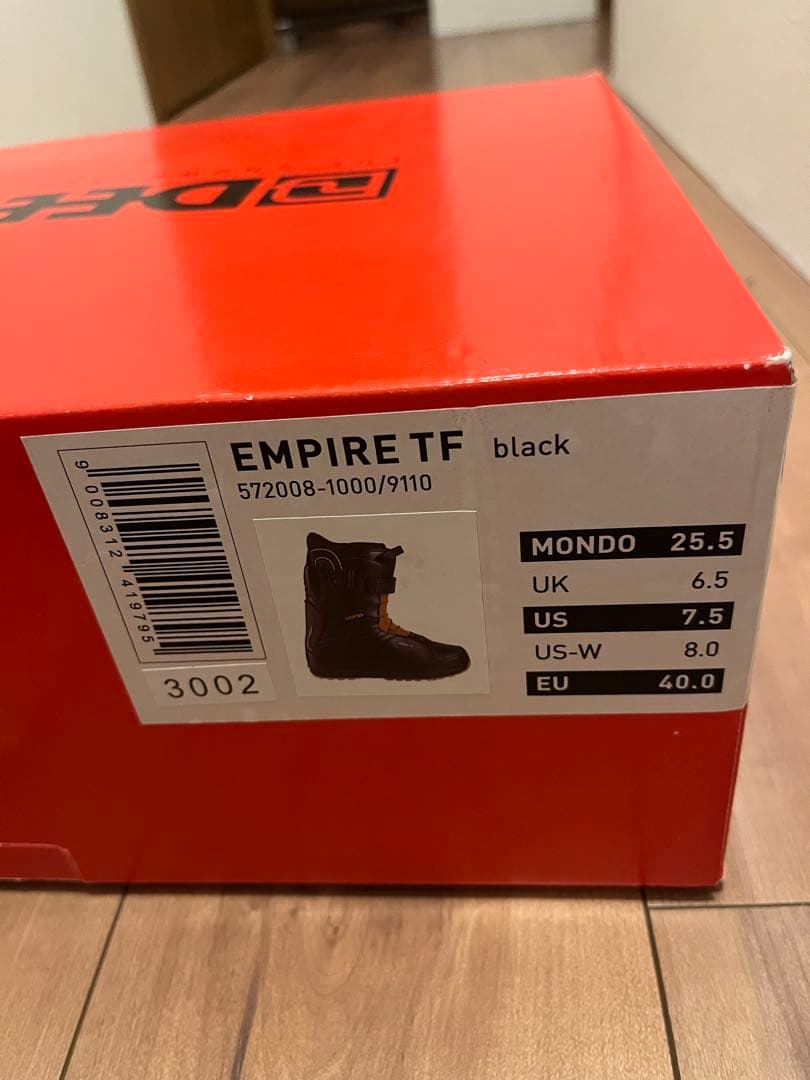 DEE
EMPIRE TF black
572008-1000/9110
9 008312 419795
3002
MONDO 25.5
UK 6.5
US 7.5
US-W 8.0
EU 40.0